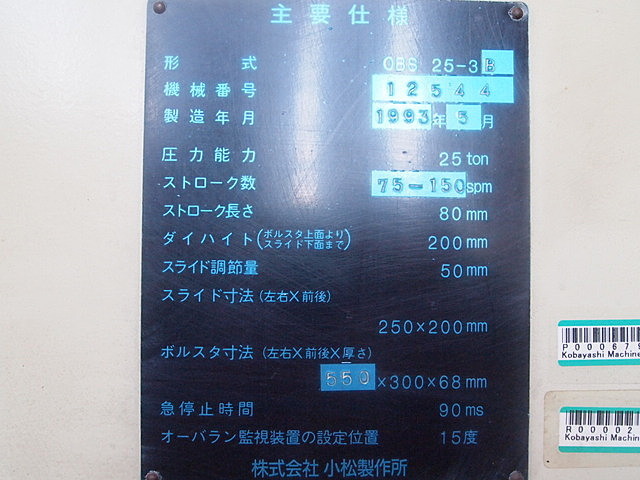 主要仕様
形式 OBS 25-3B
機械番号 12544
製造年月 1993年5月
圧力能力 25ton
ストローク数 75-150spm
ストローク長さ 80mm
ダイハイト(ボルスタ上面より
スライド下面まで) 200mm
スライド調節量 50mm
スライド寸法(左右×前後)
250×200mm
ボルスタ寸法(左右×前後×厚さ)
550×300×68mm
急停止時間 90ms
オーバラン監視装置の設定位置 15度
株式会社 小松製作所
P000679
Kobayashi Machine
R00002
Kobayashi Machine